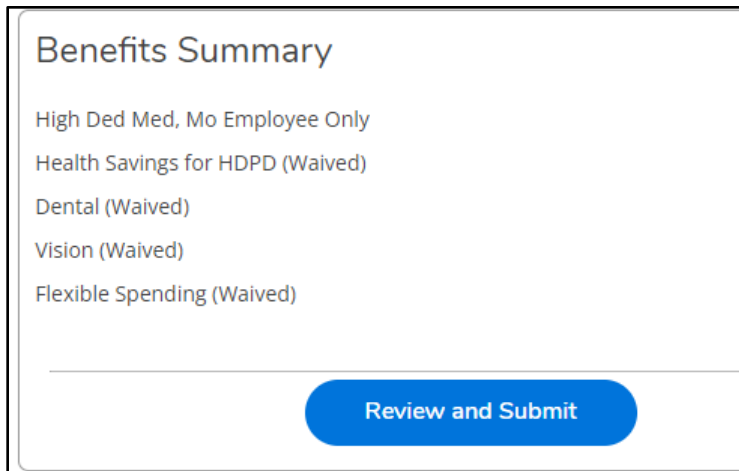 Benefits Summary
High Ded Med, Mo Employee Only
Health Savings for HDPD (Waived)
Dental (Waived)
Vision (Waived)
Flexible Spending (Waived)
Review and Submit